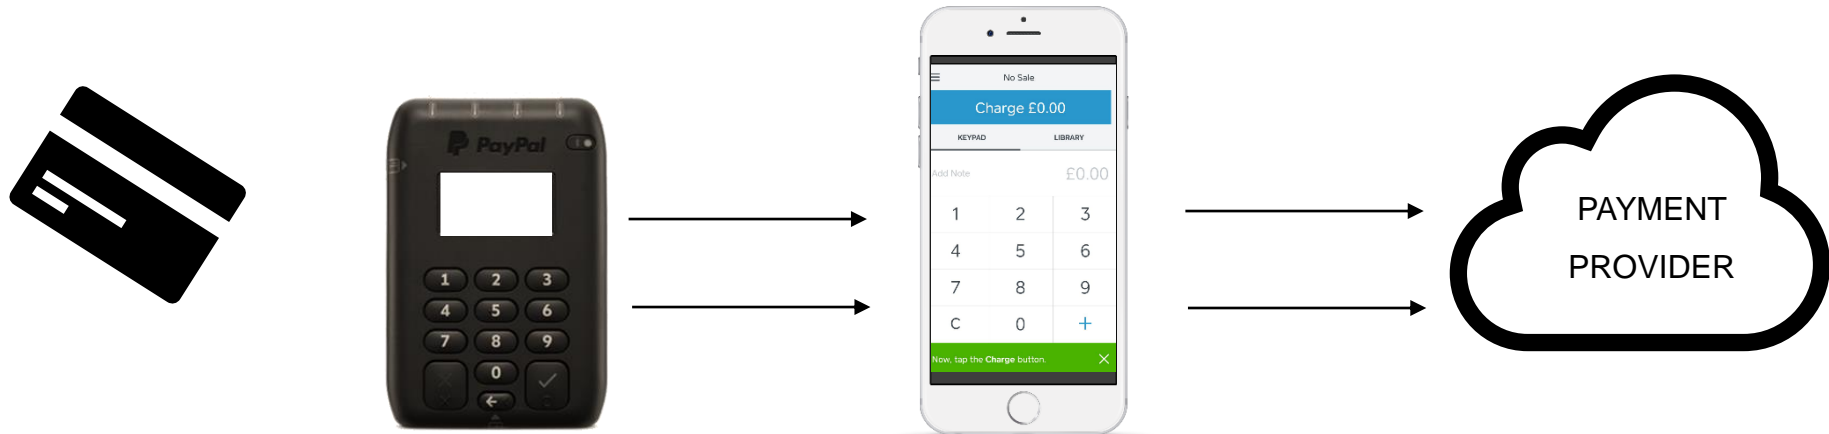 PayPal
1 2 3
4 5 6
7 8 9
0
No Sale
Charge £0.00
KEYPAD LIBRARY
Add Note £0.00
1 2 3
4 5 6
7 8 9
C 0 +
Now, tap the Charge button.
PAYMENT
PROVIDER